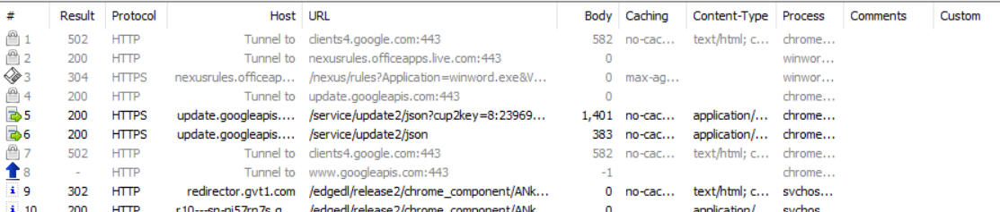 # Result Protocol Host URL Body Caching Content-Type Process Comments Custom
1 502 HTTP Tunnel to clients4.google.com:443 582 no-cac... text/html; c... chrome...
2 200 HTTP Tunnel to nexusrules.officeapps.live.com:443 0 winwor...
3 304 HTTPS nexusrules.officeap... /nexus/rules?Application=winword.exe&V... 0 max-ag... winwor...
4 200 HTTP Tunnel to update.googleapis.com:443 0 chrome...
5 200 HTTPS update.googleapis.... /service/update2/json?cup2key=8:23969... 1,401 no-cac... application/... chrome...
6 200 HTTPS update.googleapis.... /service/update2/json 383 no-cac... application/... chrome...
7 502 HTTP Tunnel to clients4.google.com:443 582 no-cac... text/html; c... chrome...
8 - HTTP Tunnel to www.googleapis.com:443 -1 chrome...
9 302 HTTP redirector.gvt1.com /edgedl/release2/chrome_component/ANk... 0 no-cac... text/html; c... svchos...
10 200 HTTP /edgedl/release2/chrome_component/ANk... 0 application/... svchos...